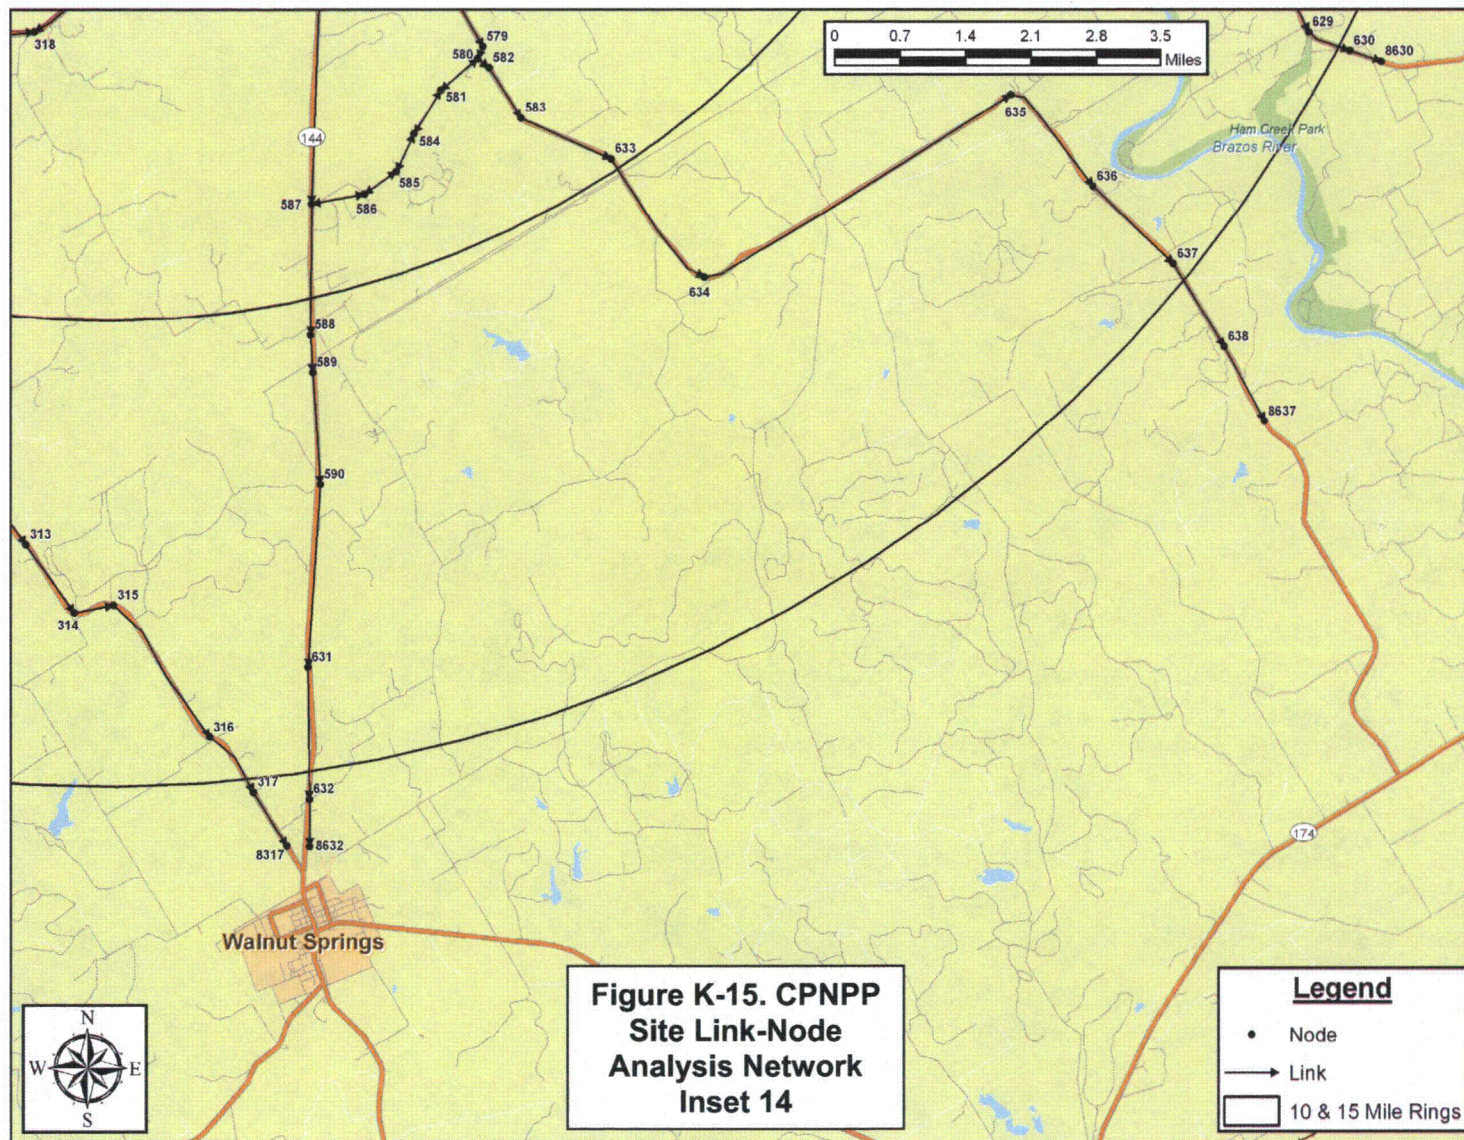 318
579
580
582
581
583
584
585
586
587
144
633
634
635
636
637
638
8637
629
630
8630
0 0.7 1.4 2.1 2.8 3.5
Miles
Ham Creek Park
Brazos River
588
589
590
313
314
315
316
317
8317
631
632
8632
174
Walnut Springs
N
W E
S
Figure K-15. CPNPP
Site Link-Node
Analysis Network
Inset 14
Legend
Node
Link
10 & 15 Mile Rings